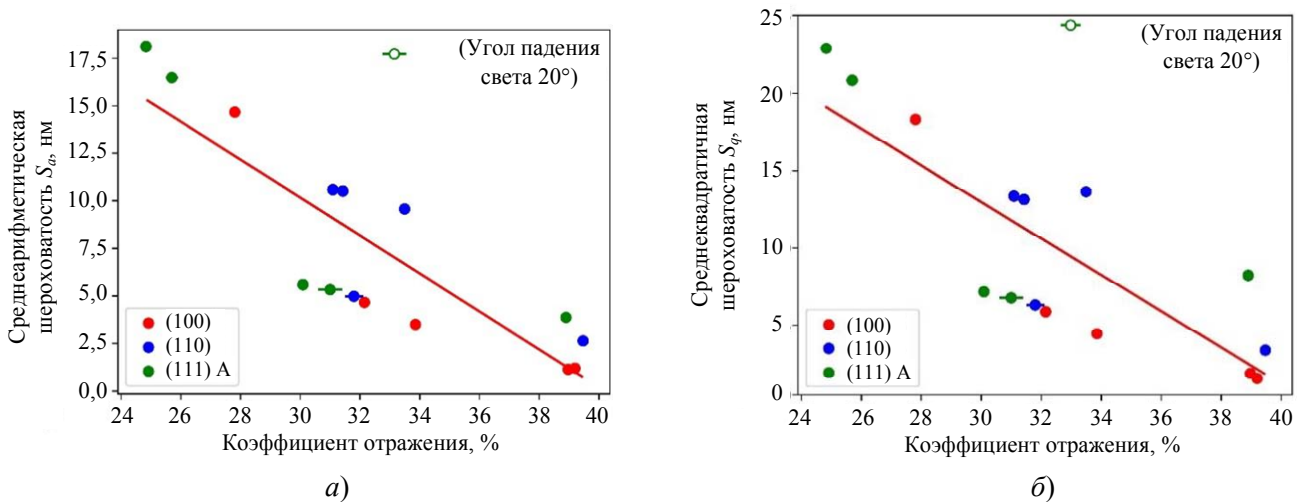 17,5
15,0
12,5
10,0
7,5
5,0
2,5
0,0
Среднеарифметическая
шероховатость Sa, нм
(Угол падения
света 20°)
(100)
(110)
(111) A
24 26 28 30 32 34 36 38 40
Коэффициент отражения, %
а)
25
20
15
10
5
0
Среднеквадратичная
шероховатость Sq, нм
(Угол падения
света 20°)
(100)
(110)
(111) A
24 26 28 30 32 34 36 38 40
Коэффициент отражения, %
б)